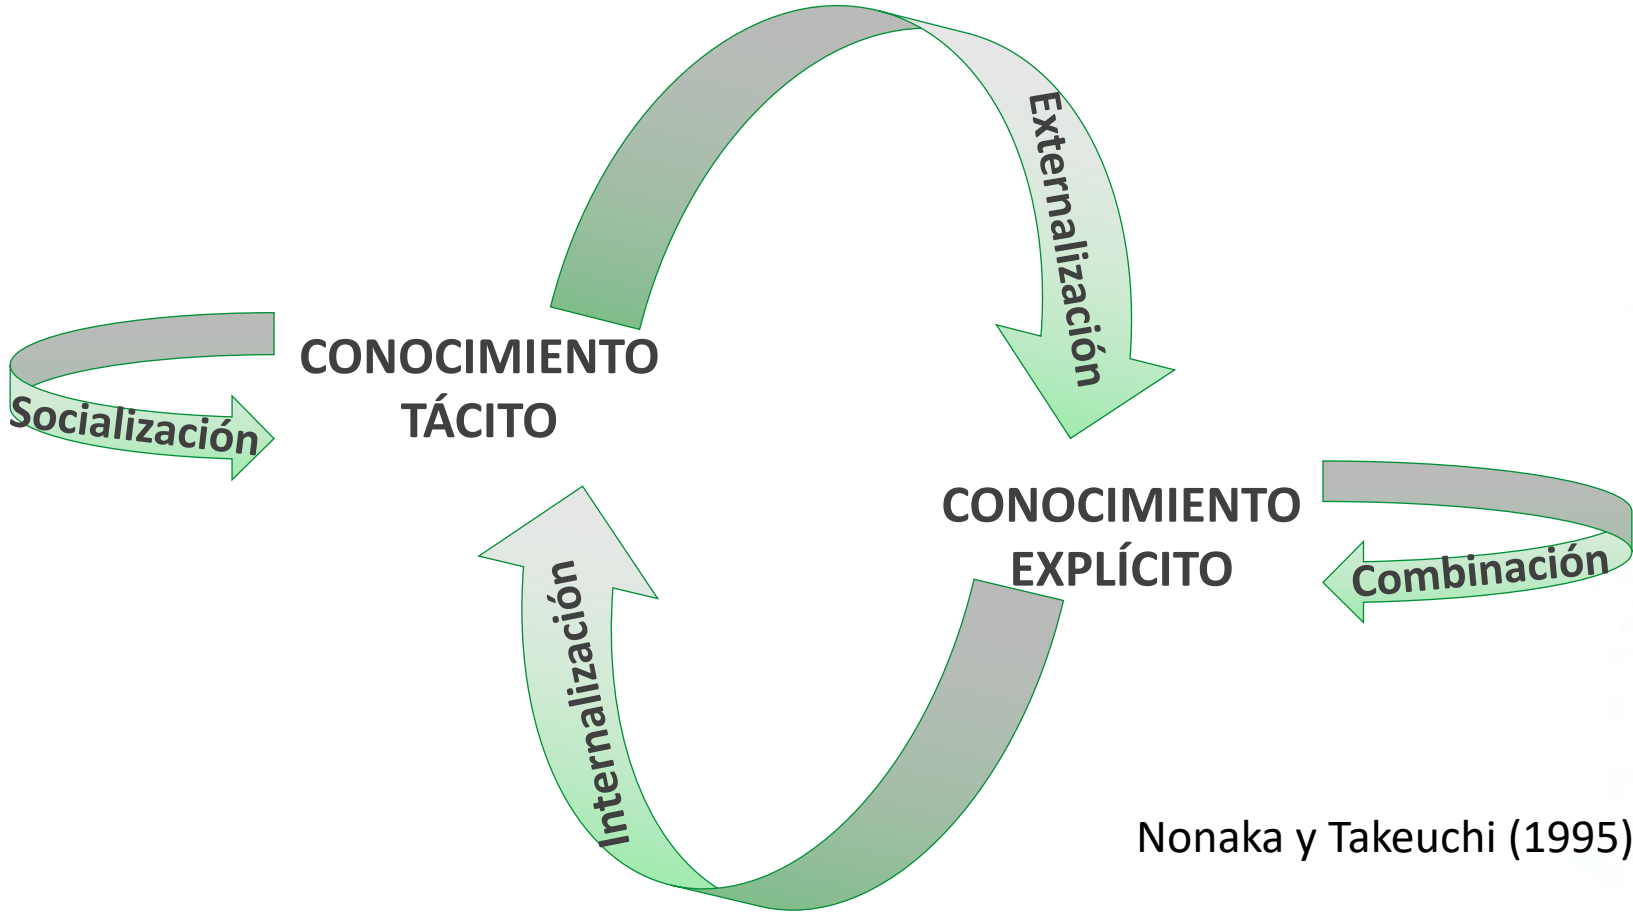 Externalización
CONOCIMIENTO
TÁCITO
Socialización
CONOCIMIENTO
EXPLÍCITO
Combinación
Internalización
Nonaka y Takeuchi (1995)